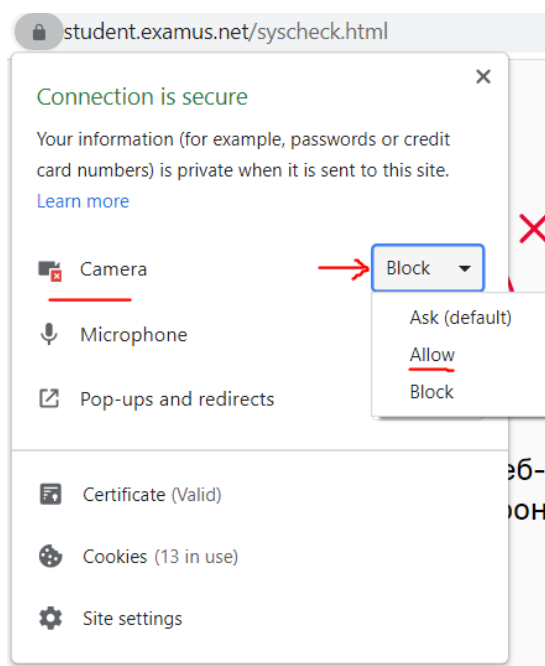 student.examus.net/syscheck.html
Connection is secure
Your information (for example, passwords or credit
card numbers) is private when it is sent to this site.
Learn more
Camera
Block
Ask (default)
Allow
Block
Microphone
Pop-ups and redirects
Certificate (Valid)
Cookies (13 in use)
Site settings
еб-
рон